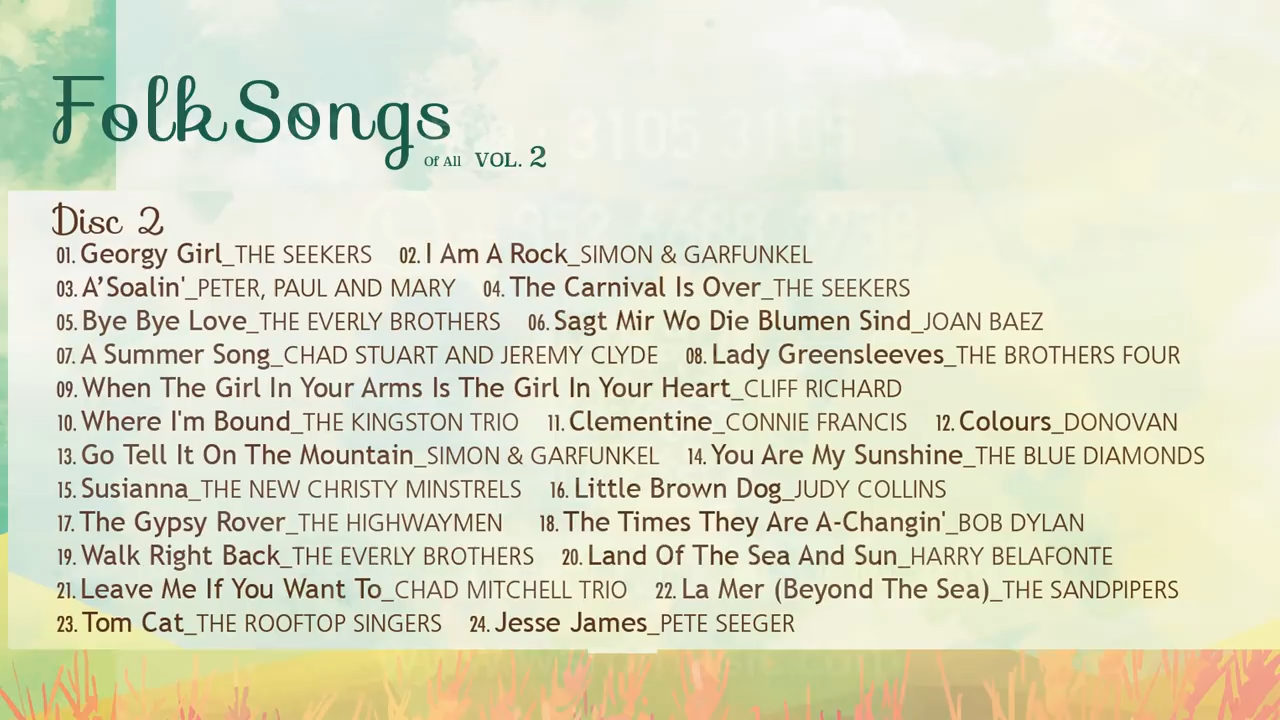 Folk Songs
Of All VOL. 2
Disc 2
01. Georgy Girl_THE SEEKERS 02. I Am A Rock_SIMON & GARFUNKEL
03. A'Soalin'_PETER, PAUL AND MARY 04. The Carnival Is Over_THE SEEKERS
05. Bye Bye Love_THE EVERLY BROTHERS 06. Sagt Mir Wo Die Blumen Sind_JOAN BAEZ
07. A Summer Song_CHAD STUART AND JEREMY CLYDE 08. Lady Greensleeves_THE BROTHERS FOUR
09. When The Girl In Your Arms Is The Girl In Your Heart_CLIFF RICHARD
10. Where I'm Bound_THE KINGSTON TRIO 11. Clementine_CONNIE FRANCIS 12. Colours_DONOVAN
13. Go Tell It On The Mountain_SIMON & GARFUNKEL 14. You Are My Sunshine_THE BLUE DIAMONDS
15. Susianna_THE NEW CHRISTY MINSTRELS 16. Little Brown Dog_JUDY COLLINS
17. The Gypsy Rover_THE HIGHWAYMEN 18. The Times They Are A-Changin'_BOB DYLAN
19. Walk Right Back_THE EVERLY BROTHERS 20. Land Of The Sea And Sun_HARRY BELAFONTE
21. Leave Me If You Want To_CHAD MITCHELL TRIO 22. La Mer (Beyond The Sea)_THE SANDPIPERS
23. Tom Cat_THE ROOFTOP SINGERS 24. Jesse James_PETE SEEGER